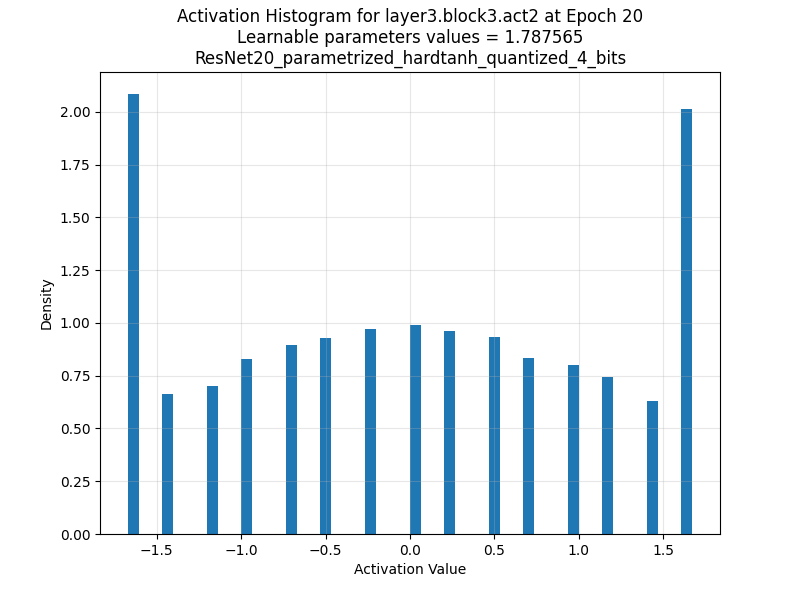 Activation Histogram for layer3.block3.act2 at Epoch 20
Learnable parameters values = 1.787565
ResNet20_parametrized_hardtanh_quantized_4_bits
2.00
1.75
1.50
1.25
1.00
0.75
0.50
0.25
0.00
Density
−1.5 −1.0 −0.5 0.0 0.5 1.0 1.5
Activation Value